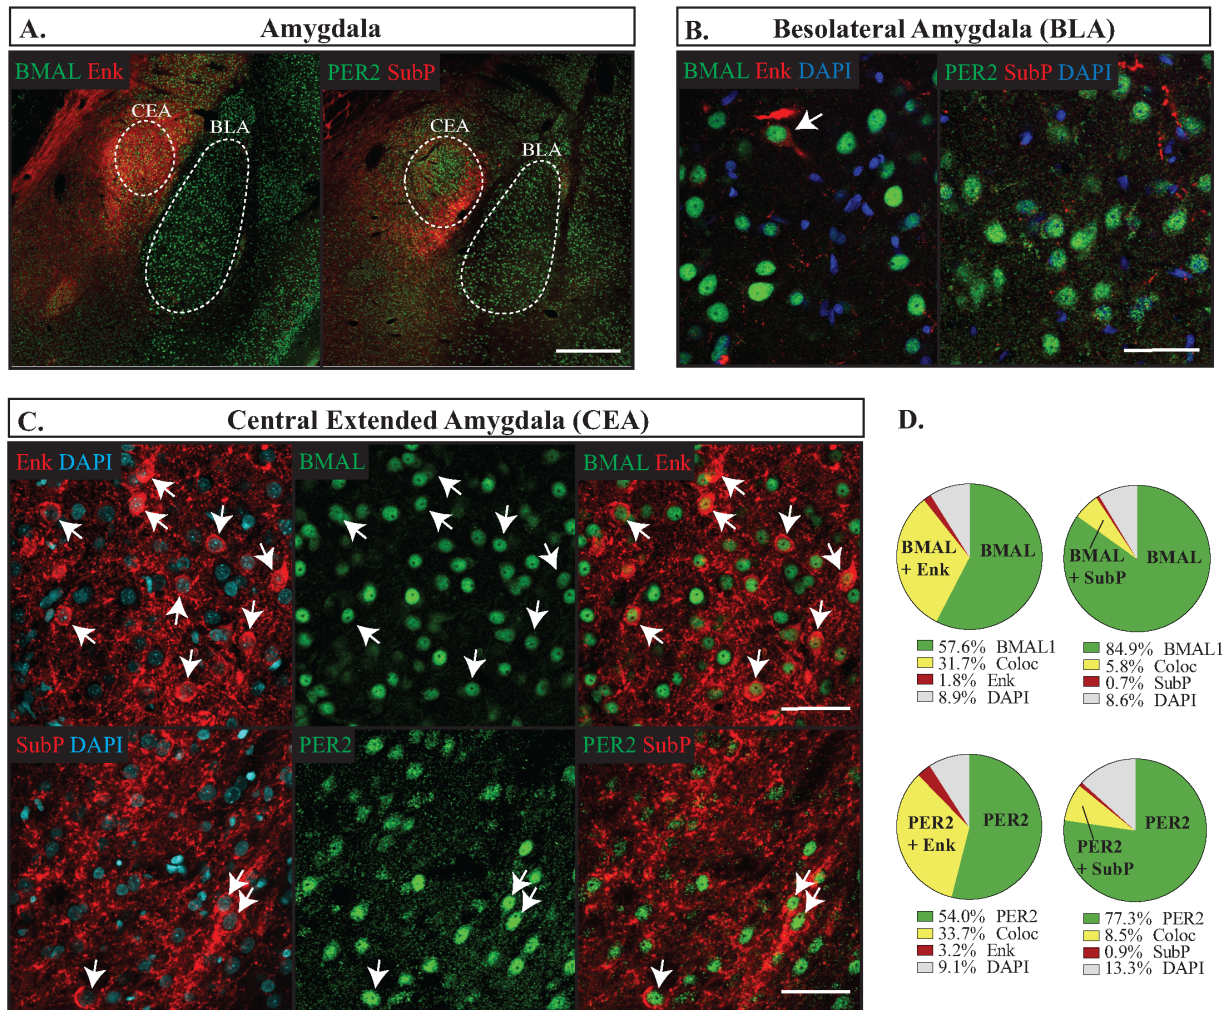 A. Amygdala
BMAL Enk
CEA
BLA
PER2 SubP
CEA
BLA
B. Besolateral Amygdala (BLA)
BMAL Enk DAPI
PER2 SubP DAPI
C. Central Extended Amygdala (CEA)
Enk DAPI
BMAL
BMAL Enk
SubP DAPI
PER2
PER2 SubP
D.
BMAL
+ Enk
BMAL
57.6% BMAL1
31.7% Coloc
1.8% Enk
8.9% DAPI
BMAL
+ SubP
BMAL
84.9% BMAL1
5.8% Coloc
0.7% SubP
8.6% DAPI
PER2
+ Enk
PER2
54.0% PER2
33.7% Coloc
3.2% Enk
9.1% DAPI
PER2
+ SubP
PER2
77.3% PER2
8.5% Coloc
0.9% SubP
13.3% DAPI